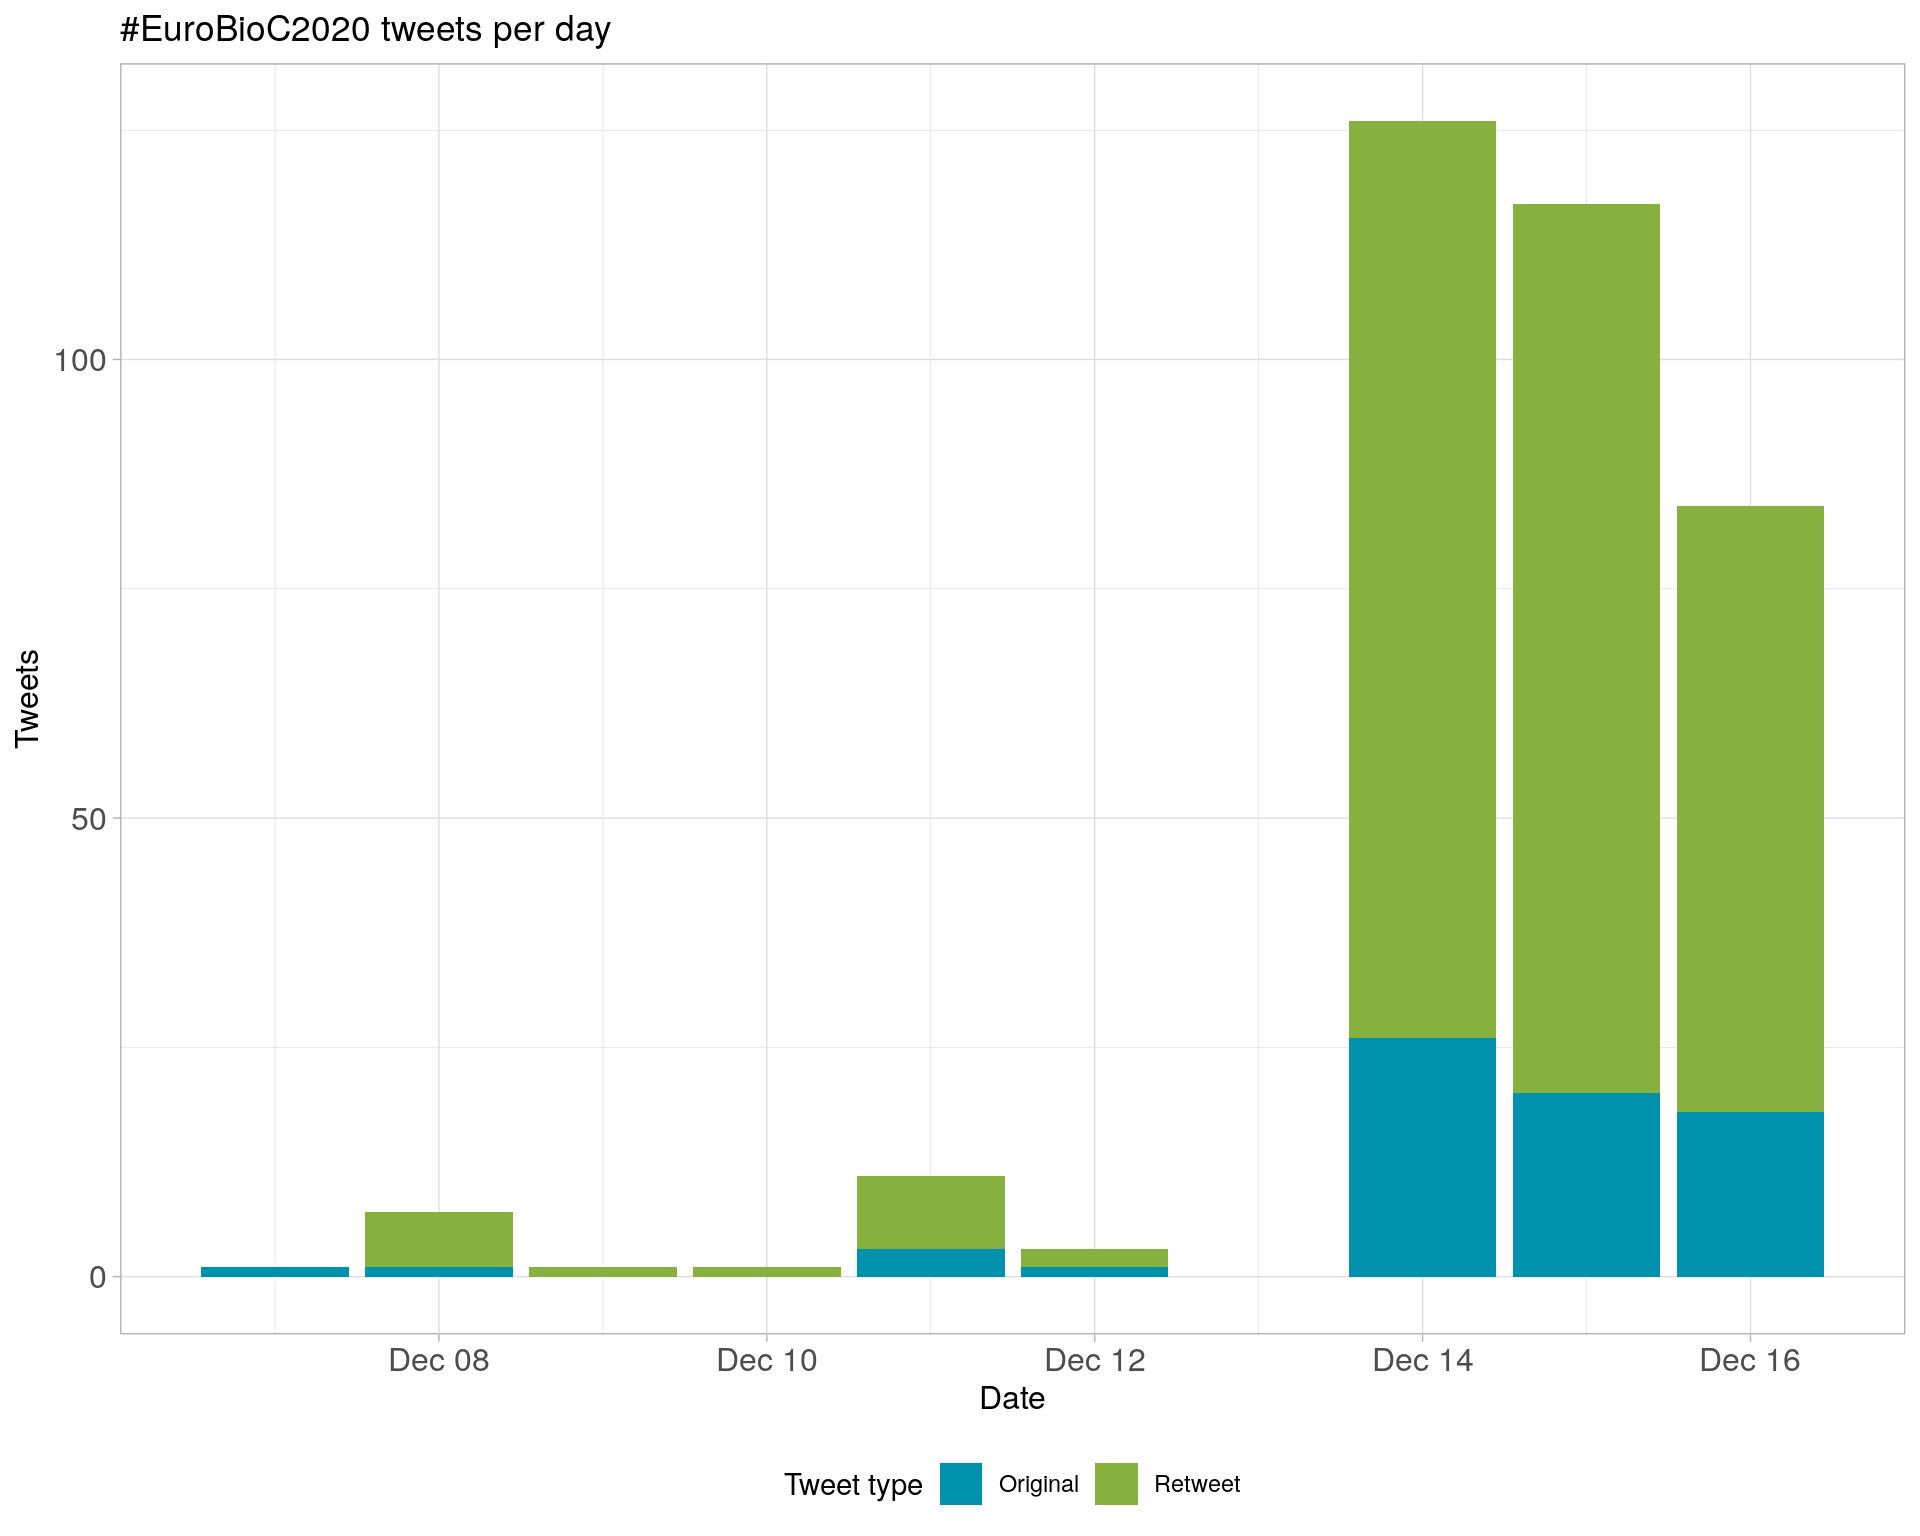 #EuroBioC2020 tweets per day
Tweets
100
50
0
Dec 08 Dec 10 Dec 12 Dec 14 Dec 16
Date
Tweet type Original Retweet